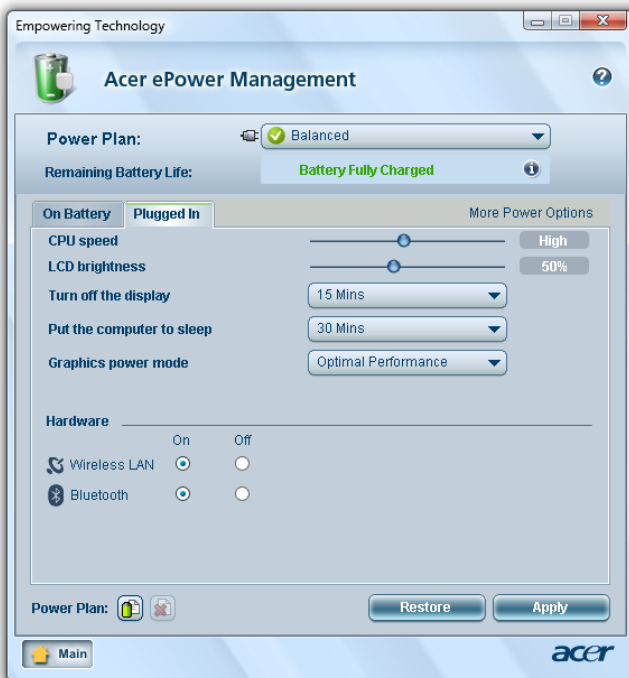 Empowering Technology
Acer ePower Management
Power Plan: Balanced
Remaining Battery Life: Battery Fully Charged
On Battery Plugged In More Power Options
CPU speed High
LCD brightness 50%
Turn off the display 15 Mins
Put the computer to sleep 30 Mins
Graphics power mode Optimal Performance
Hardware
On Off
Wireless LAN
Bluetooth
Power Plan: Restore Apply
Main acer